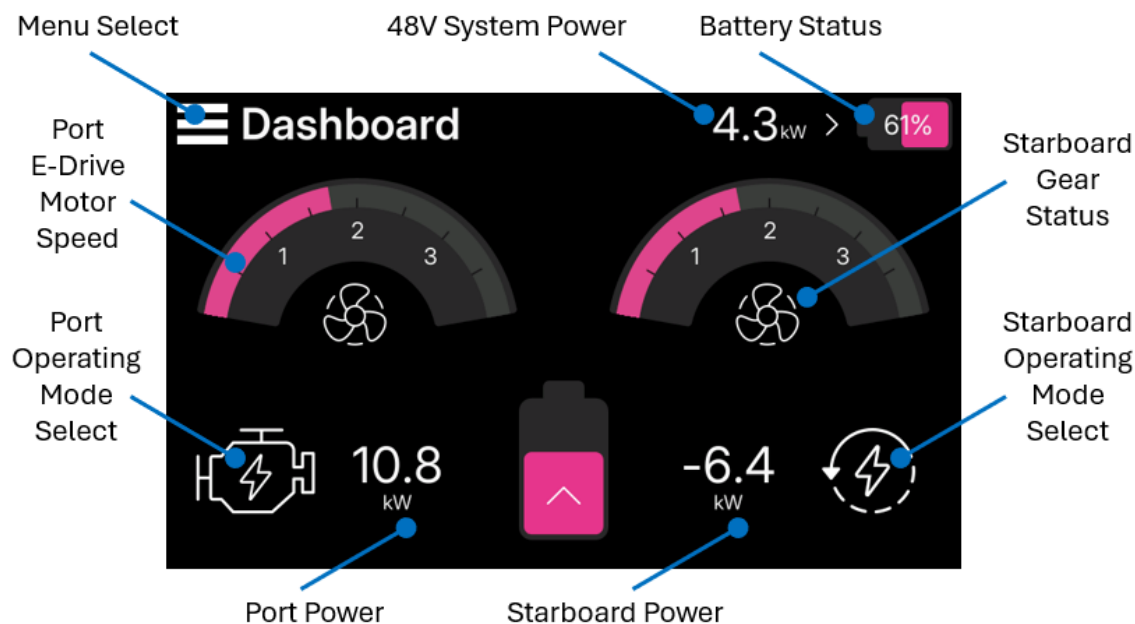 Menu Select
48V System Power
Battery Status
Dashboard
4.3 kW >
61%
Port
E-Drive
Motor
Speed
1
2
3
1
2
3
Starboard
Gear
Status
Port
Operating
Mode
Select
10.8
kW
-6.4
kW
Starboard
Operating
Mode
Select
Port Power
Starboard Power